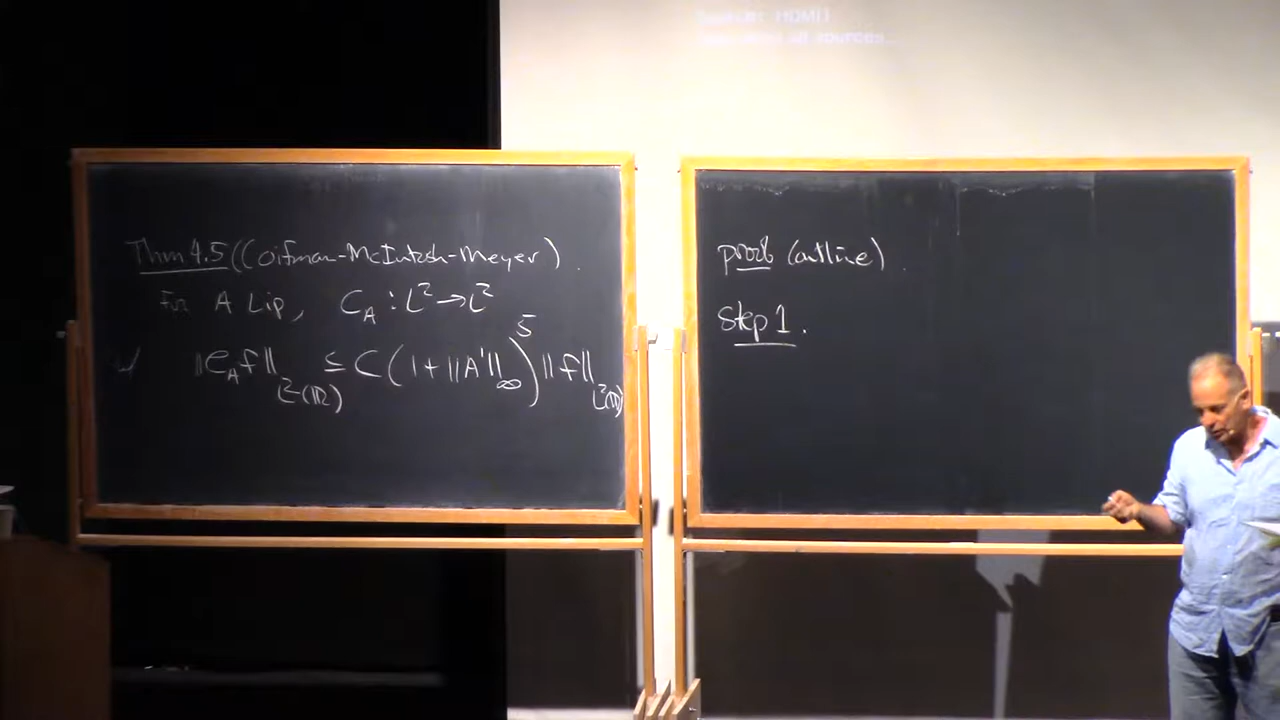 Thm 4.5 (Coifman-McIntosh-Meyer).
For A Lip, C_A : L² → L²
w/ ||C_A f||_{L²(ℝ)} ≤ C(1+||A'||_∞)^5 ||f||_{L²(ℝ)}
proof (outline).
Step 1.